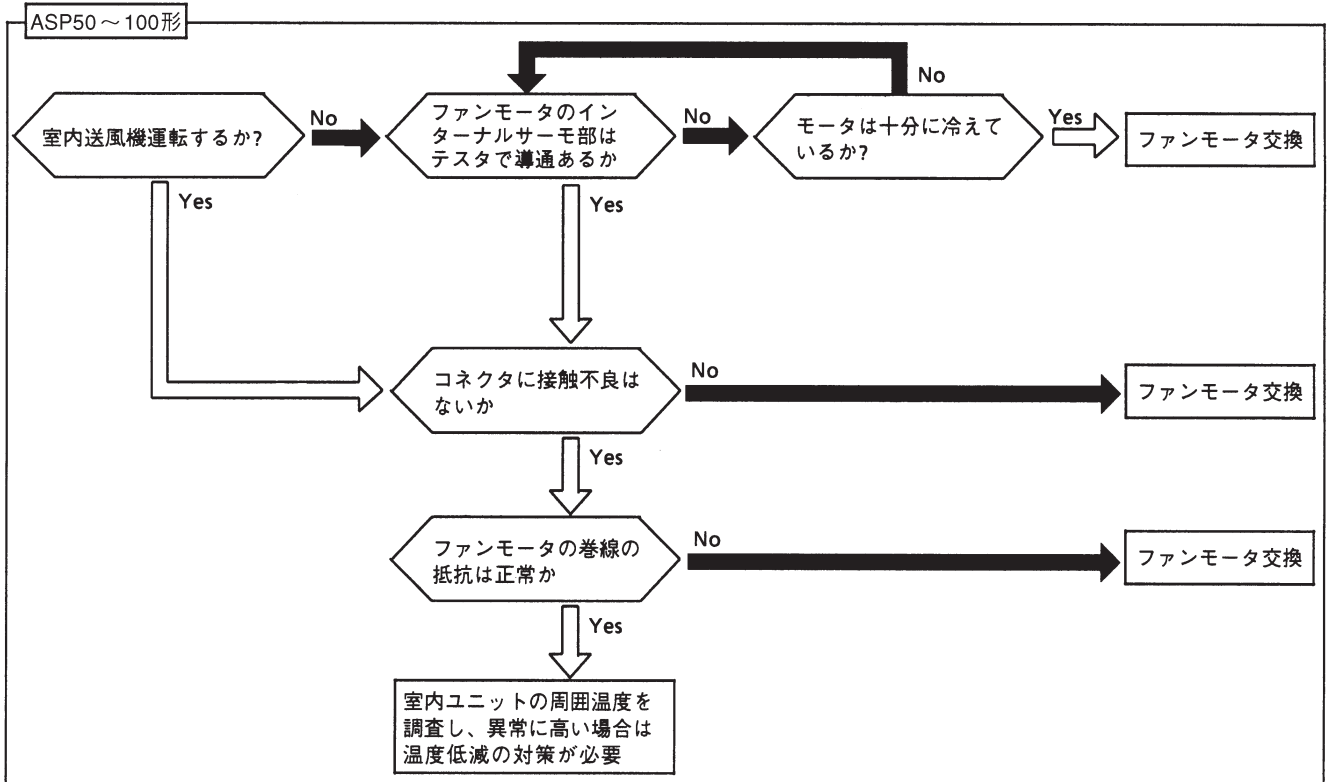 ASP50～100形
室内送風機運転するか?
No
ファンモータのイン
ターナルサーモ部は
テスタで導通あるか
No
モータは十分に冷えて
いるか?
No
Yes
ファンモータ交換
Yes
Yes
コネクタに接触不良は
ないか
No
ファンモータ交換
Yes
ファンモータの巻線の
抵抗は正常か
No
ファンモータ交換
Yes
室内ユニットの周囲温度を
調査し、異常に高い場合は
温度低減の対策が必要